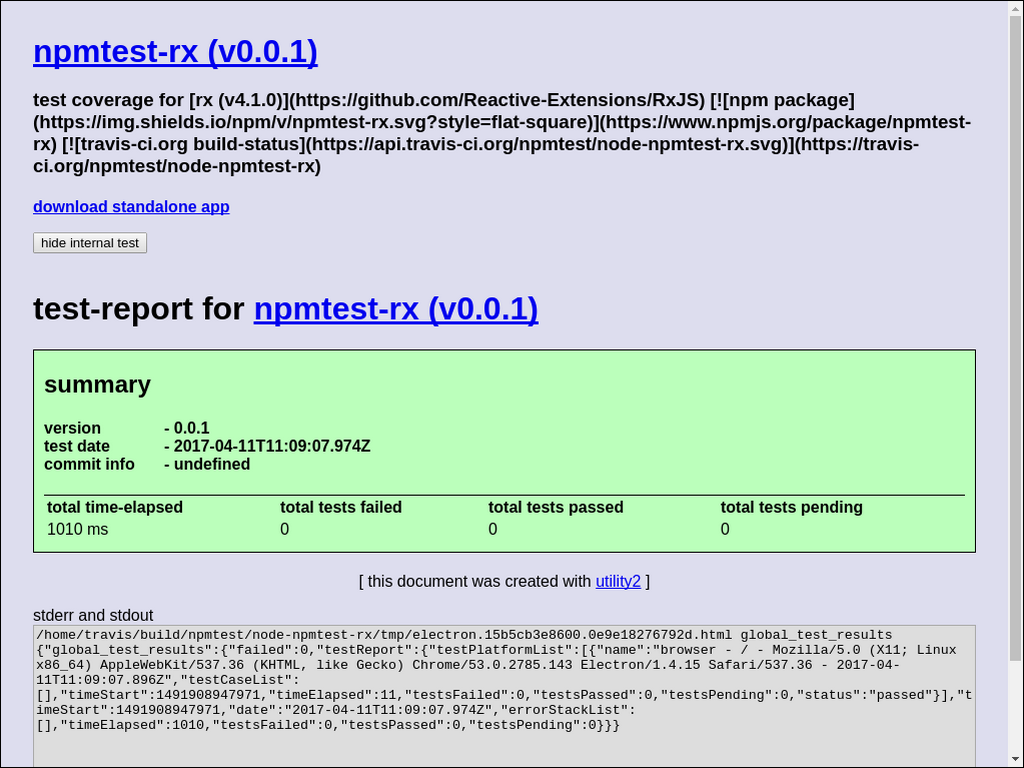 npmtest-rx (v0.0.1)
test coverage for [rx (v4.1.0)](https://github.com/Reactive-Extensions/RxJS) [![npm package]
(https://img.shields.io/npm/v/npmtest-rx.svg?style=flat-square)](https://www.npmjs.org/package/npmtest-
rx) [![travis-ci.org build-status](https://api.travis-ci.org/npmtest/node-npmtest-rx.svg)](https://travis-
ci.org/npmtest/node-npmtest-rx)
download standalone app
hide internal test
test-report for npmtest-rx (v0.0.1)
summary
version - 0.0.1
test date - 2017-04-11T11:09:07.974Z
commit info - undefined
total time-elapsed total tests failed total tests passed total tests pending
1010 ms 0 0 0
[ this document was created with utility2 ]
stderr and stdout
/home/travis/build/npmtest/node-npmtest-rx/tmp/electron.15b5cb3e8600.0e9e18276792d.html global_test_results
{"global_test_results":{"failed":0,"testReport":{"testPlatformList":[{"name":"browser - / - Mozilla/5.0 (X11; Linux
x86_64) AppleWebKit/537.36 (KHTML, like Gecko) Chrome/53.0.2785.143 Electron/1.4.15 Safari/537.36 - 2017-04-
11T11:09:07.896Z","testCaseList":
[],"timeStart":1491908947971,"timeElapsed":11,"testsFailed":0,"testsPassed":0,"testsPending":0,"status":"passed"}],"t
imeStart":1491908947971,"date":"2017-04-11T11:09:07.974Z","errorStackList":
[],"timeElapsed":1010,"testsFailed":0,"testsPassed":0,"testsPending":0}}}